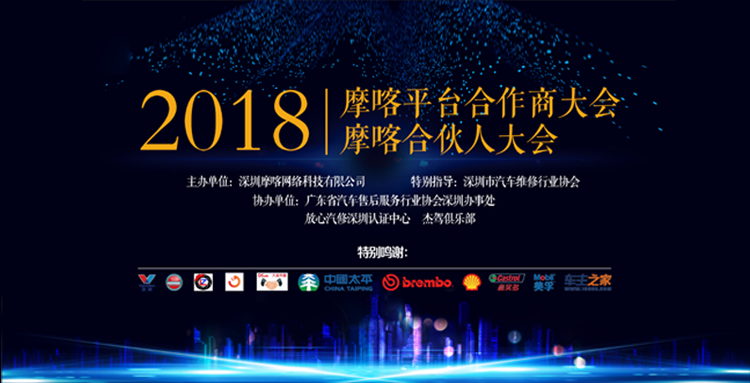 2018
摩喀平台合作商大会
摩喀合伙人大会
主办单位：深圳摩喀网络科技有限公司 特别指导：深圳市汽车维修行业协会
协办单位：广东省汽车售后服务行业协会深圳办事处
放心汽修深圳认证中心 杰驾俱乐部
特别鸣谢：
中國太平 CHINA TAIPING brembo Castrol 嘉实多 Mobil 美孚 车主之家